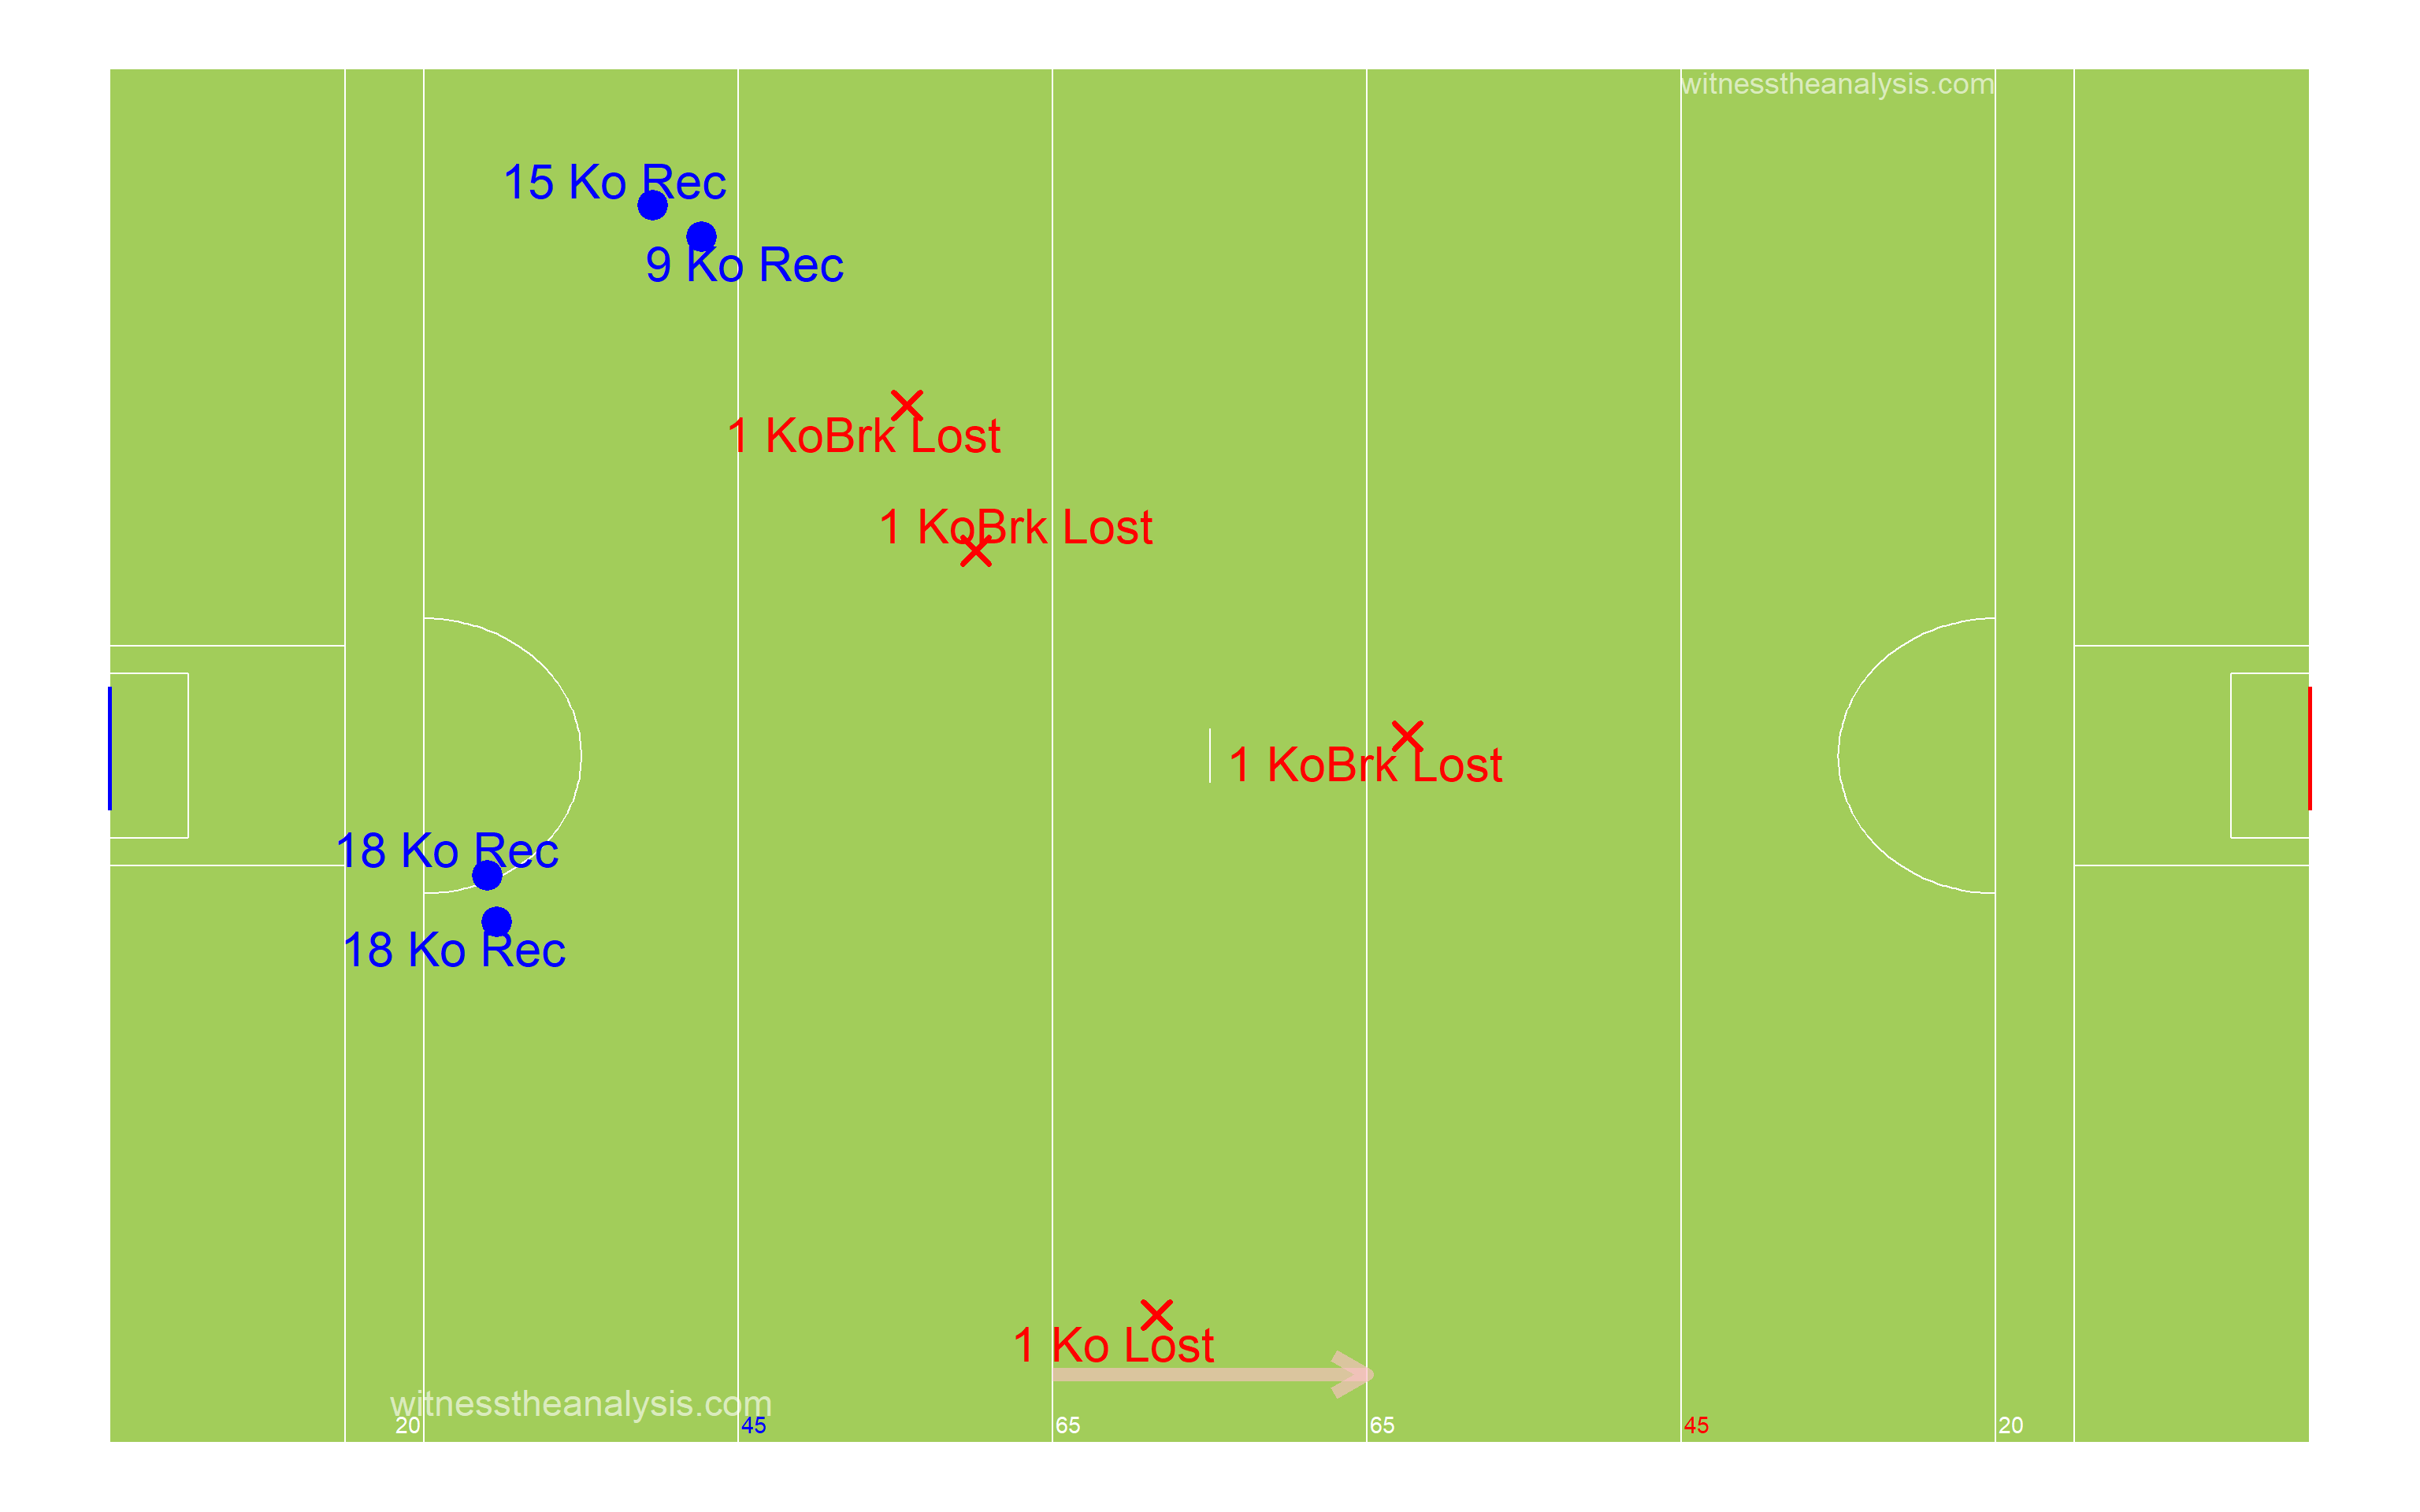 witnesstheanalysis.com
15 Ko Rec
9 Ko Rec
1 KoBrk Lost
1 KoBrk Lost
1 KoBrk Lost
18 Ko Rec
18 Ko Rec
1 Ko Lost
witnesstheanalysis.com
20 45 65 65 45 20